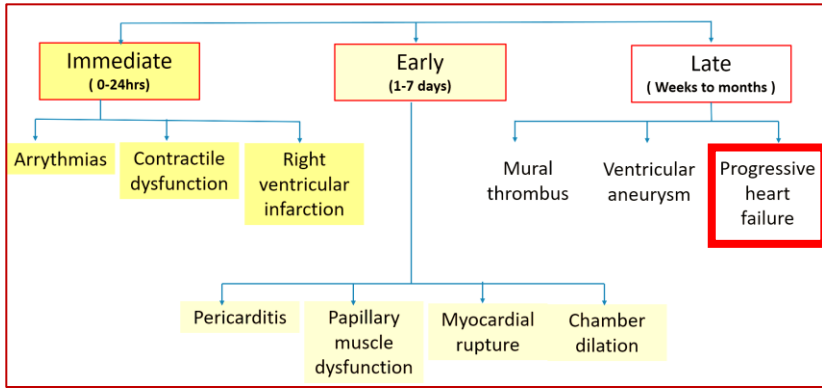 Immediate
( 0-24hrs)
Early
(1-7 days)
Late
( Weeks to months )
Arrythmias
Contractile
dysfunction
Right
ventricular
infarction
Mural
thrombus
Ventricular
aneurysm
Progressive
heart
failure
Pericarditis
Papillary
muscle
dysfunction
Myocardial
rupture
Chamber
dilation